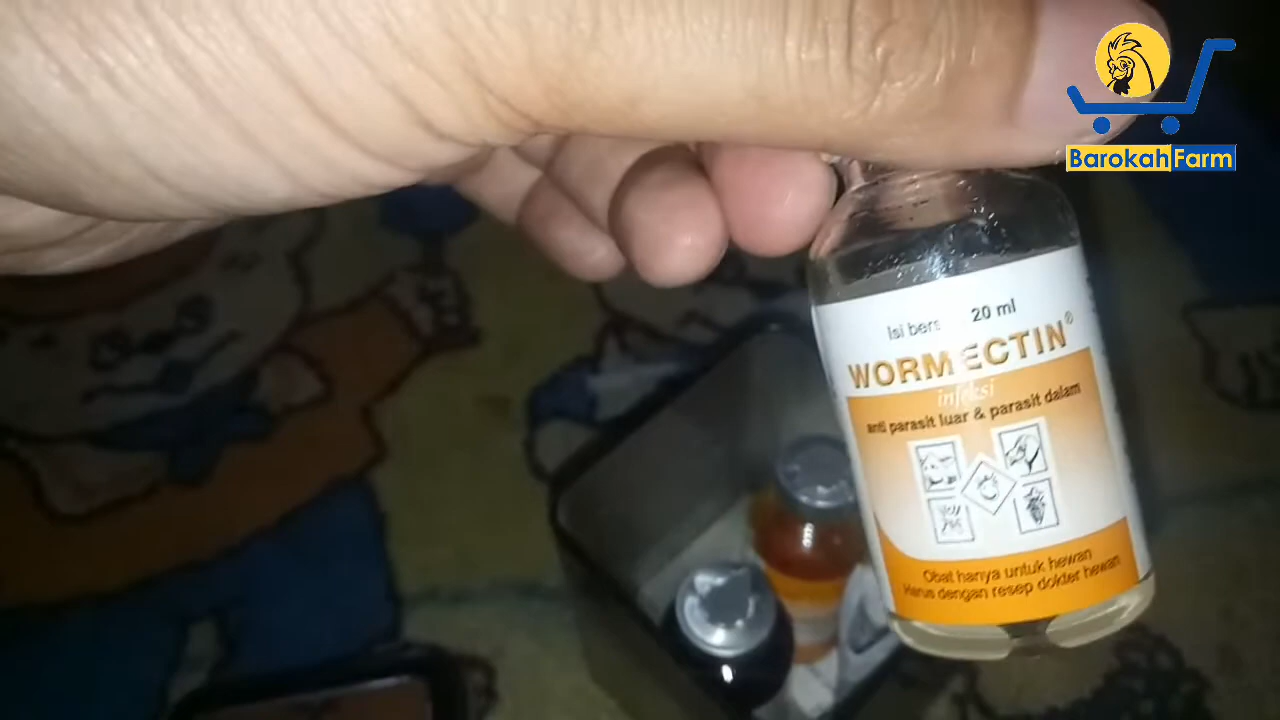 BarokahFarm
Isi bers 20 ml
WORMECTIN®
injeksi
anti parasit luar & parasit dalam
Obat hanya untuk hewan
Harus dengan resep dokter hewan